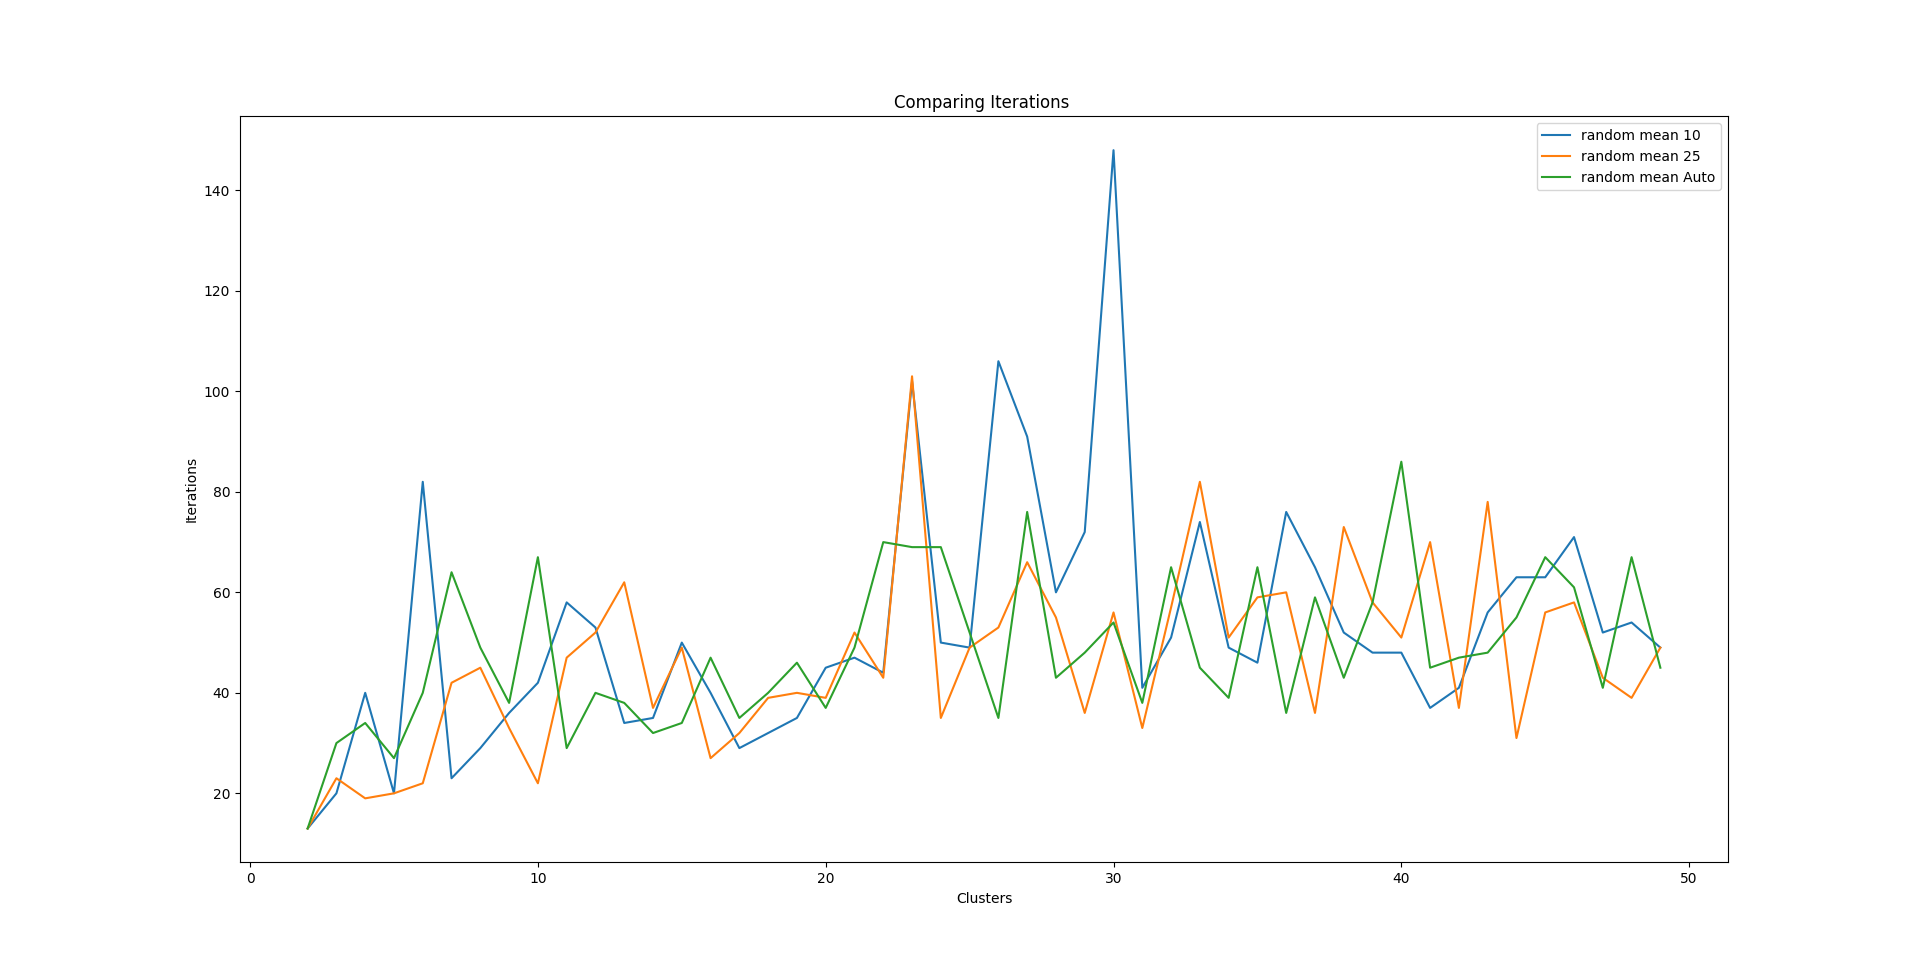 Comparing Iterations
random mean 10
random mean 25
random mean Auto
Iterations
140
120
100
80
60
40
20
0 10 20 30 40 50
Clusters